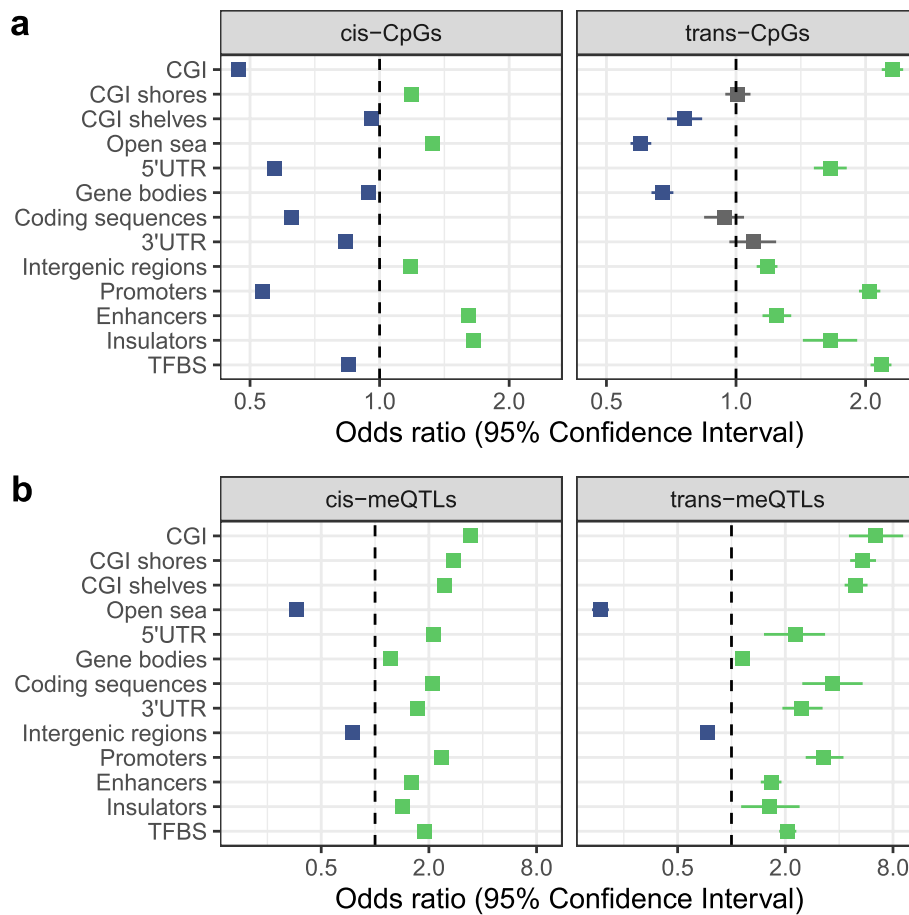 a
cis−CpGs trans−CpGs
CGI
CGI shores
CGI shelves
Open sea
5'UTR
Gene bodies
Coding sequences
3'UTR
Intergenic regions
Promoters
Enhancers
Insulators
TFBS
0.5 1.0 2.0 0.5 1.0 2.0
Odds ratio (95% Confidence Interval)
b
cis−meQTLs trans−meQTLs
CGI
CGI shores
CGI shelves
Open sea
5'UTR
Gene bodies
Coding sequences
3'UTR
Intergenic regions
Promoters
Enhancers
Insulators
TFBS
0.5 1.0 2.0 8.0 0.5 1.0 2.0 8.0
Odds ratio (95% Confidence Interval)